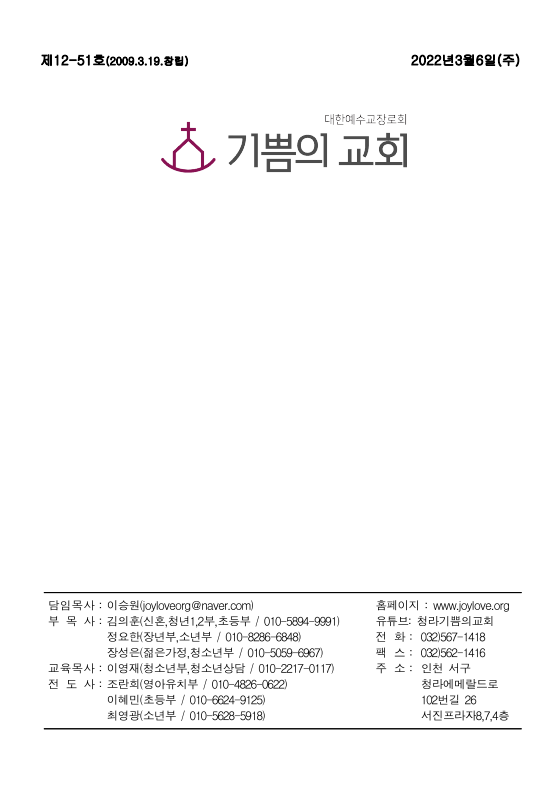 제12-51호(2009.3.19.창립)
2022년3월6일(주)
대한예수교장로회
기쁨의 교회
담임목사 : 이승원(joyloveorg@naver.com)
부 목 사 : 김의훈(신혼,청년1,2부,초등부 / 010-5894-9991)
정요한(장년부,소년부 / 010-8286-6848)
장성은(젊은가정,청소년부 / 010-5059-6967)
교육목사 : 이영재(청소년부,청소년상담 / 010-2217-0117)
전 도 사 : 조란희(영아유치부 / 010-4826-0622)
이혜민(초등부 / 010-6624-9125)
최영광(소년부 / 010-5628-5918)
홈페이지 : www.joylove.org
유튜브: 청라기쁨의교회
전 화 : 032)567-1418
팩 스 : 032)562-1416
주 소 : 인천 서구
청라에메랄드로
102번길 26
서진프라자8,7,4층